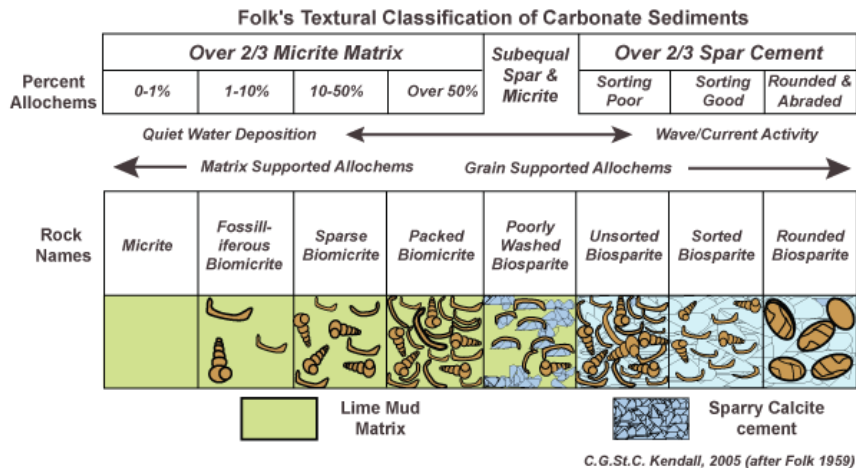 Folk's Textural Classification of Carbonate Sediments
Over 2/3 Micrite Matrix
Subequal
Spar &
Micrite
Over 2/3 Spar Cement
Percent
Allochems
0-1%
1-10%
10-50%
Over 50%
Sorting
Poor
Sorting
Good
Rounded &
Abraded
Quiet Water Deposition
Wave/Current Activity
Matrix Supported Allochems
Grain Supported Allochems
Rock
Names
Micrite
Fossill-
iferous
Biomicrite
Sparse
Biomicrite
Packed
Biomicrite
Poorly
Washed
Biosparite
Unsorted
Biosparite
Sorted
Biosparite
Rounded
Biosparite
Lime Mud
Matrix
Sparry Calcite
cement
C.G.St.C. Kendall, 2005 (after Folk 1959)